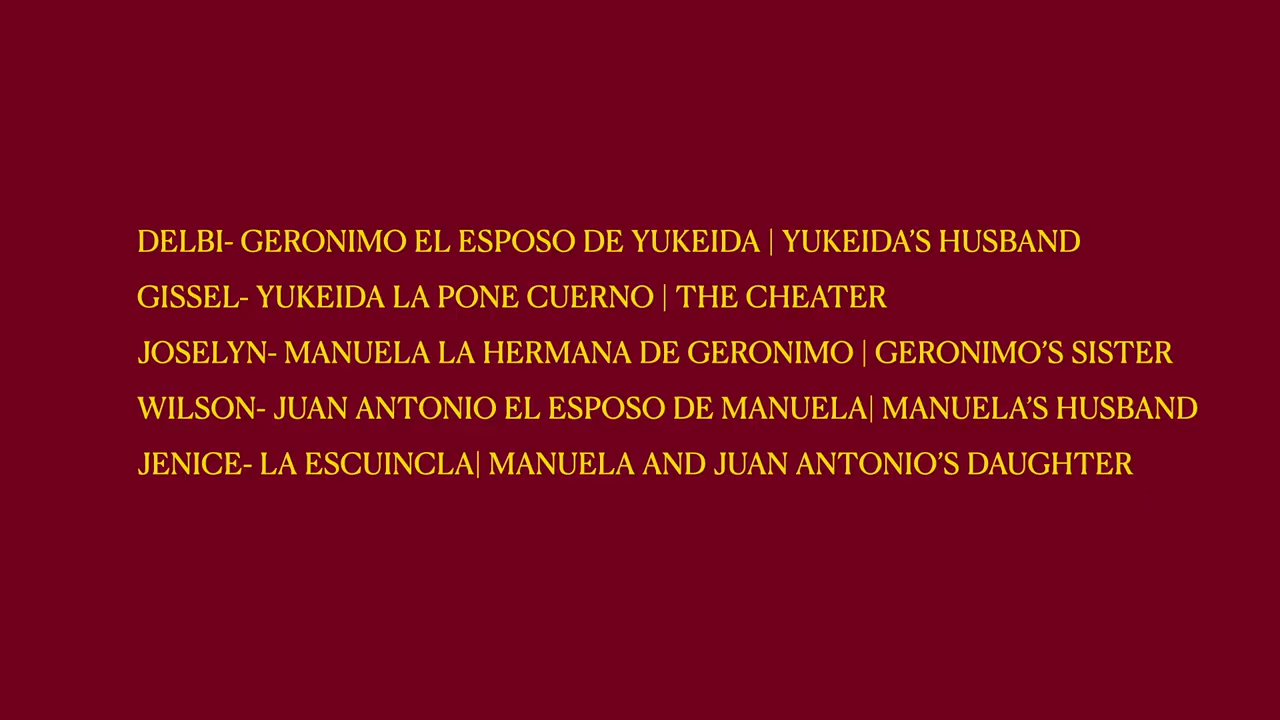 DELBI- GERONIMO EL ESPOSO DE YUKEIDA | YUKEIDA’S HUSBAND
GISSEL- YUKEIDA LA PONE CUERNO | THE CHEATER
JOSELYN- MANUELA LA HERMANA DE GERONIMO | GERONIMO’S SISTER
WILSON- JUAN ANTONIO EL ESPOSO DE MANUELA| MANUELA’S HUSBAND
JENICE- LA ESCUINCLA| MANUELA AND JUAN ANTONIO’S DAUGHTER